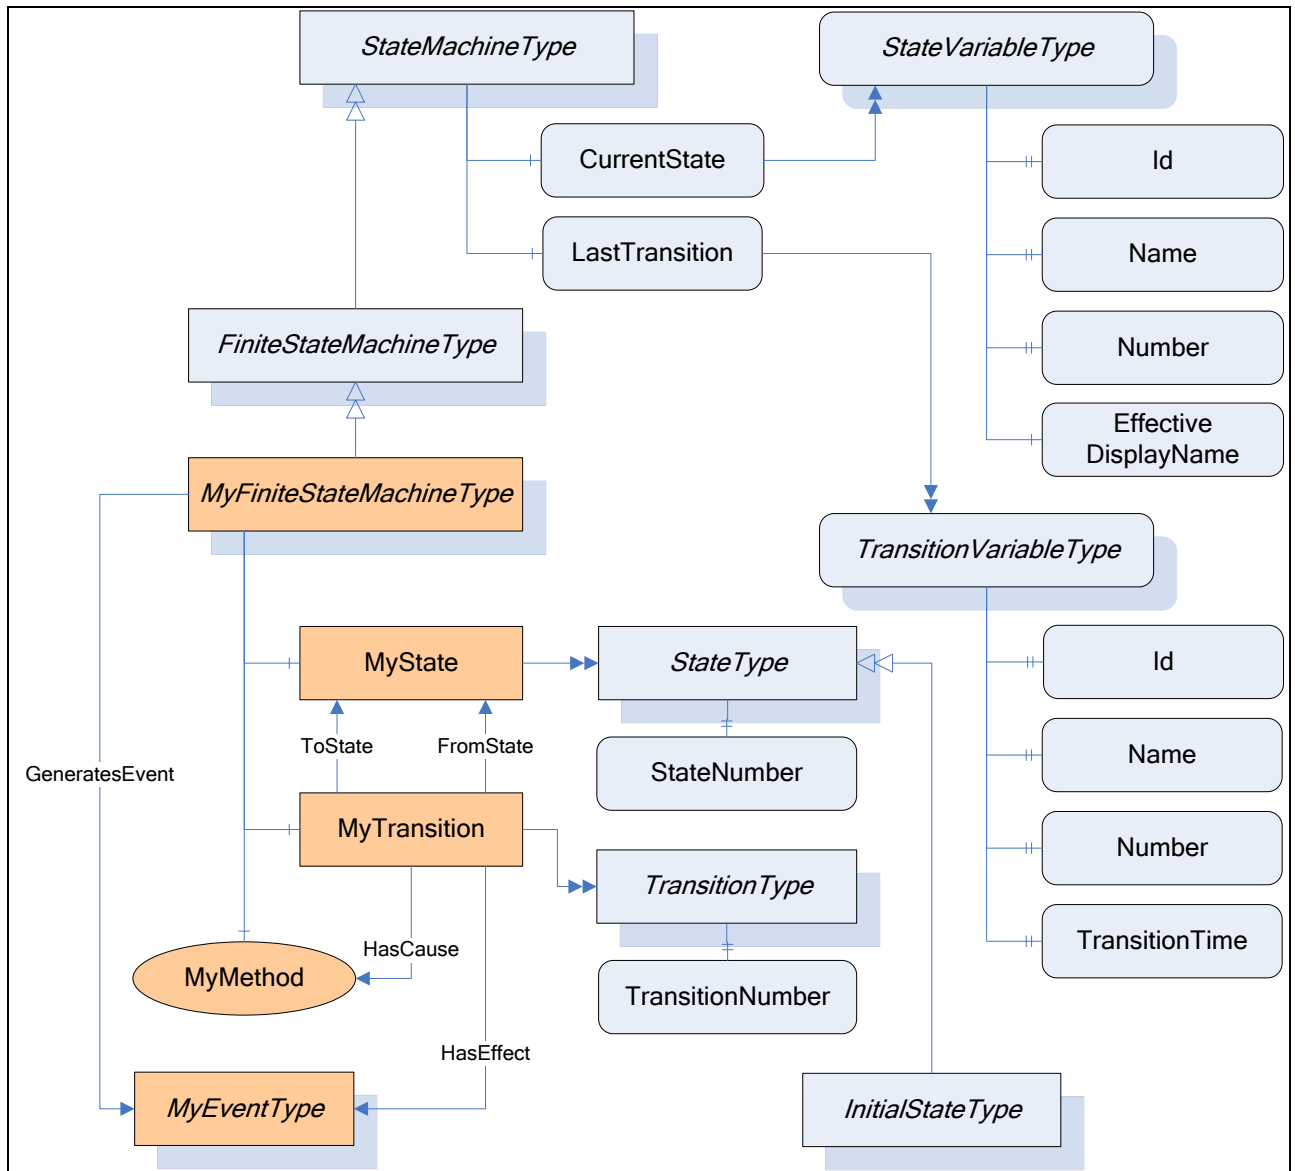 StateMachineType
StateVariableType
CurrentState
Id
LastTransition
Name
FiniteStateMachineType
Number
Effective
DisplayName
MyFiniteStateMachineType
TransitionVariableType
MyState
StateType
Id
ToState
FromState
StateNumber
Name
GeneratesEvent
MyTransition
Number
TransitionType
HasCause
TransitionTime
MyMethod
TransitionNumber
HasEffect
MyEventType
InitialStateType